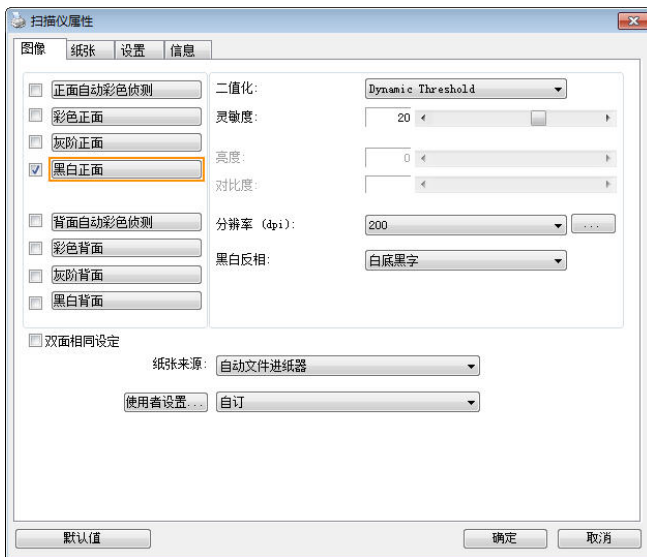 扫描仪属性
图像 纸张 设置 信息
正面自动彩色侦测
彩色正面
灰阶正面
黑白正面
背面自动彩色侦测
彩色背面
灰阶背面
黑白背面
二值化: Dynamic Threshold
灵敏度: 20
亮度: 0
对比度:
分辨率 (dpi): 200 ...
黑白反相: 白底黑字
双面相同设定
纸张来源: 自动文件进纸器
使用者设置... 自订
默认值 确定 取消